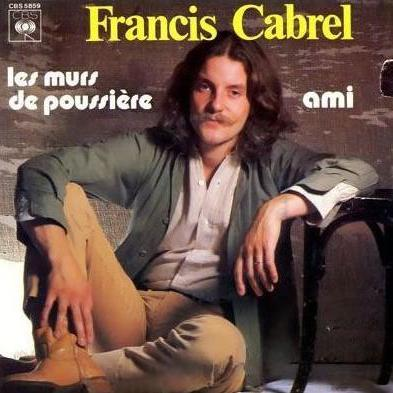 CBS 5859
CBS
Francis Cabrel
les murs
de poussière
ami